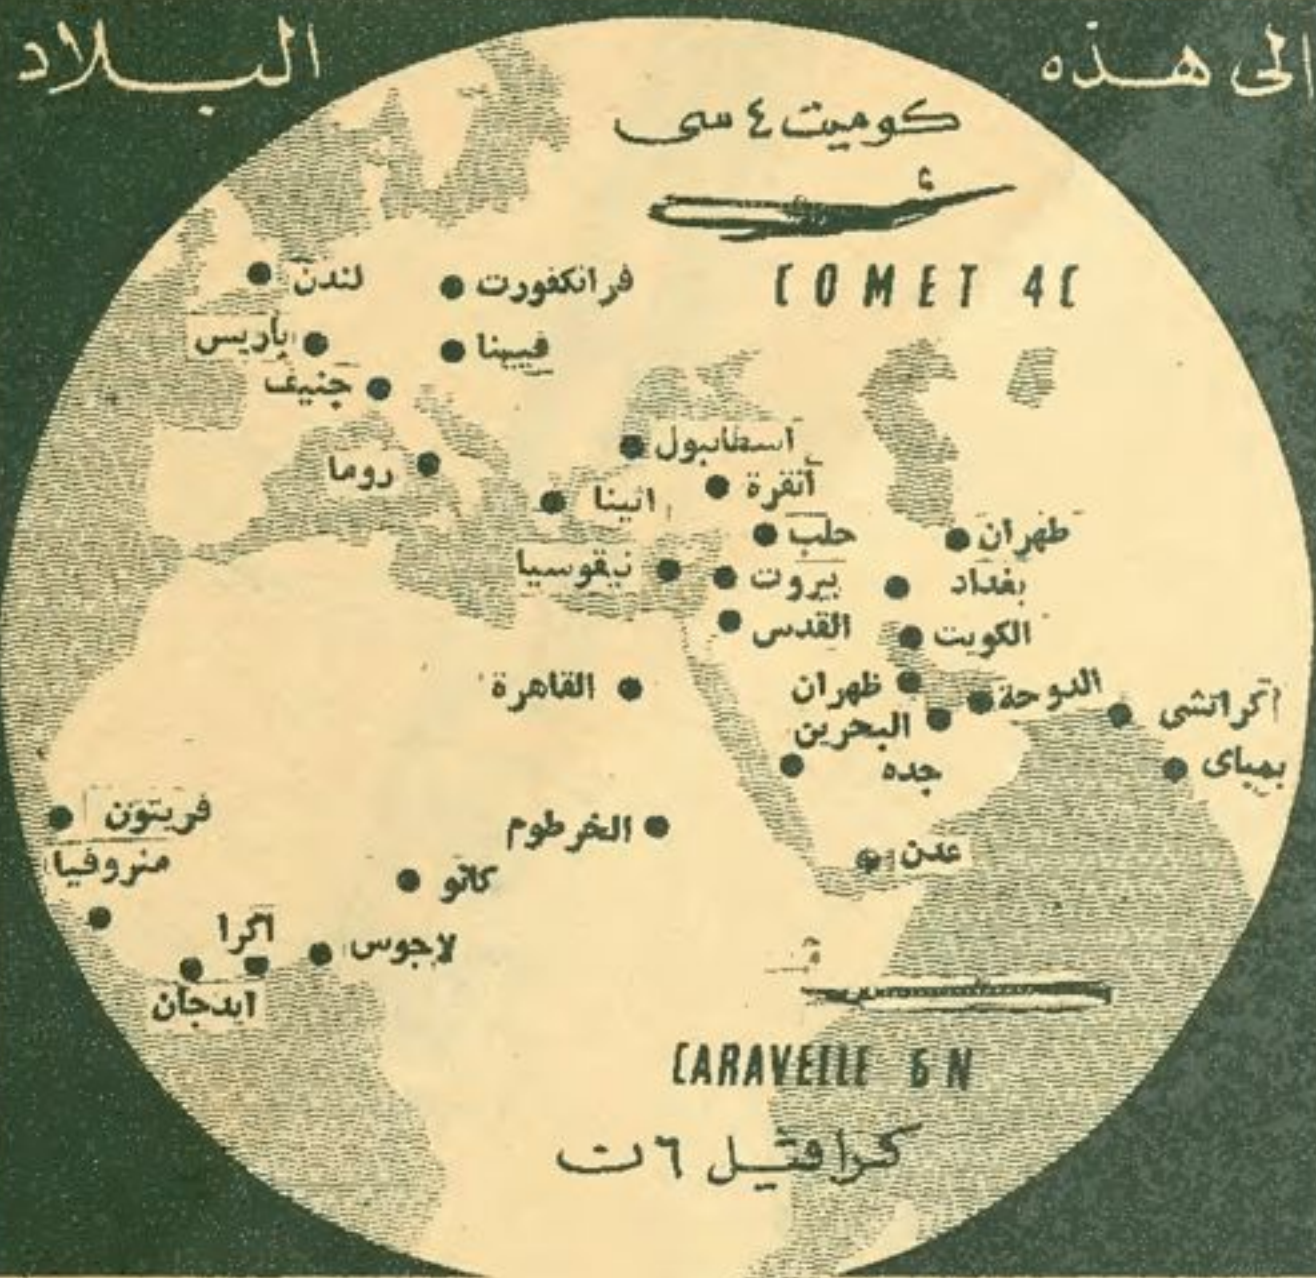 الى هذه البلاد
كوميت ٤ سى
COMET 4C
لندن
فرانكفورت
باريس
فيينا
جنيف
اسطانبول
روما
أنقرة
اثينا
حلب
طهران
نيقوسيا
بيروت
بغداد
القدس
الكويت
القاهرة
ظهران
الدوحة
كراتشى
البحرين
جده
بمباى
فريتون
الخرطوم
منروفيا
عدن
كانو
اكرا
لاجوس
ابدجان
CARAVELLE 6N
كرافيل ٦ ن